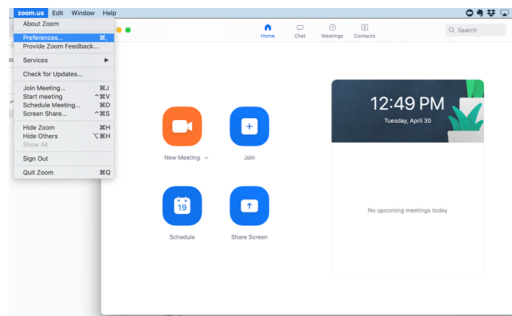 zoom.us Edit Window Help
About Zoom
Preferences... ⌘,
Provide Zoom Feedback...
Services ▶
Check for Updates...
Join Meeting... ⌘J
Start meeting ^⌘V
Schedule Meeting... ⌘D
Screen Share... ^⌘S
Hide Zoom ⌘H
Hide Others ⌥⌘H
Show All
Sign Out
Quit Zoom ⌘Q
Home Chat Meetings Contacts
Search
New Meeting
Join
19
Schedule
Share Screen
12:49 PM
Tuesday, April 30
No upcoming meetings today